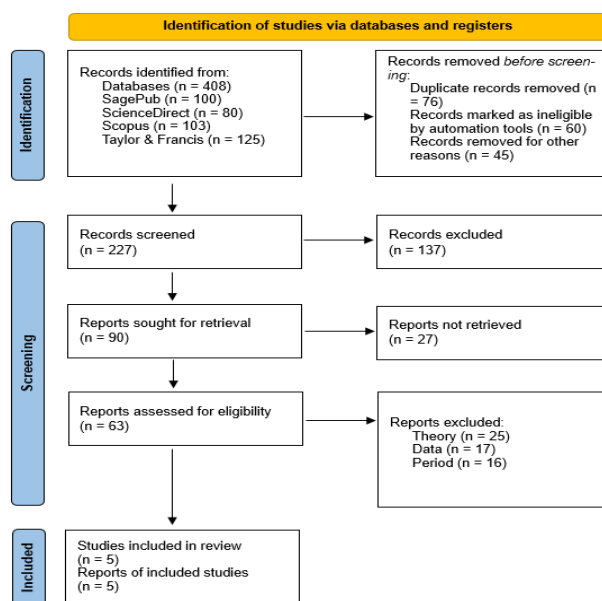 Identification of studies via databases and registers
Identification
Records identified from:
Databases (n = 408)
SagePub (n = 100)
ScienceDirect (n = 80)
Scopus (n = 103)
Taylor & Francis (n = 125)
Records removed before screen-
ing:
Duplicate records removed (n
= 76)
Records marked as ineligible
by automation tools (n = 60)
Records removed for other
reasons (n = 45)
Screening
Records screened
(n = 227)
Records excluded
(n = 137)
Reports sought for retrieval
(n = 90)
Reports not retrieved
(n = 27)
Reports assessed for eligibility
(n = 63)
Reports excluded:
Theory (n = 25)
Data (n = 17)
Period (n = 16)
Included
Studies included in review
(n = 5)
Reports of included studies
(n = 5)